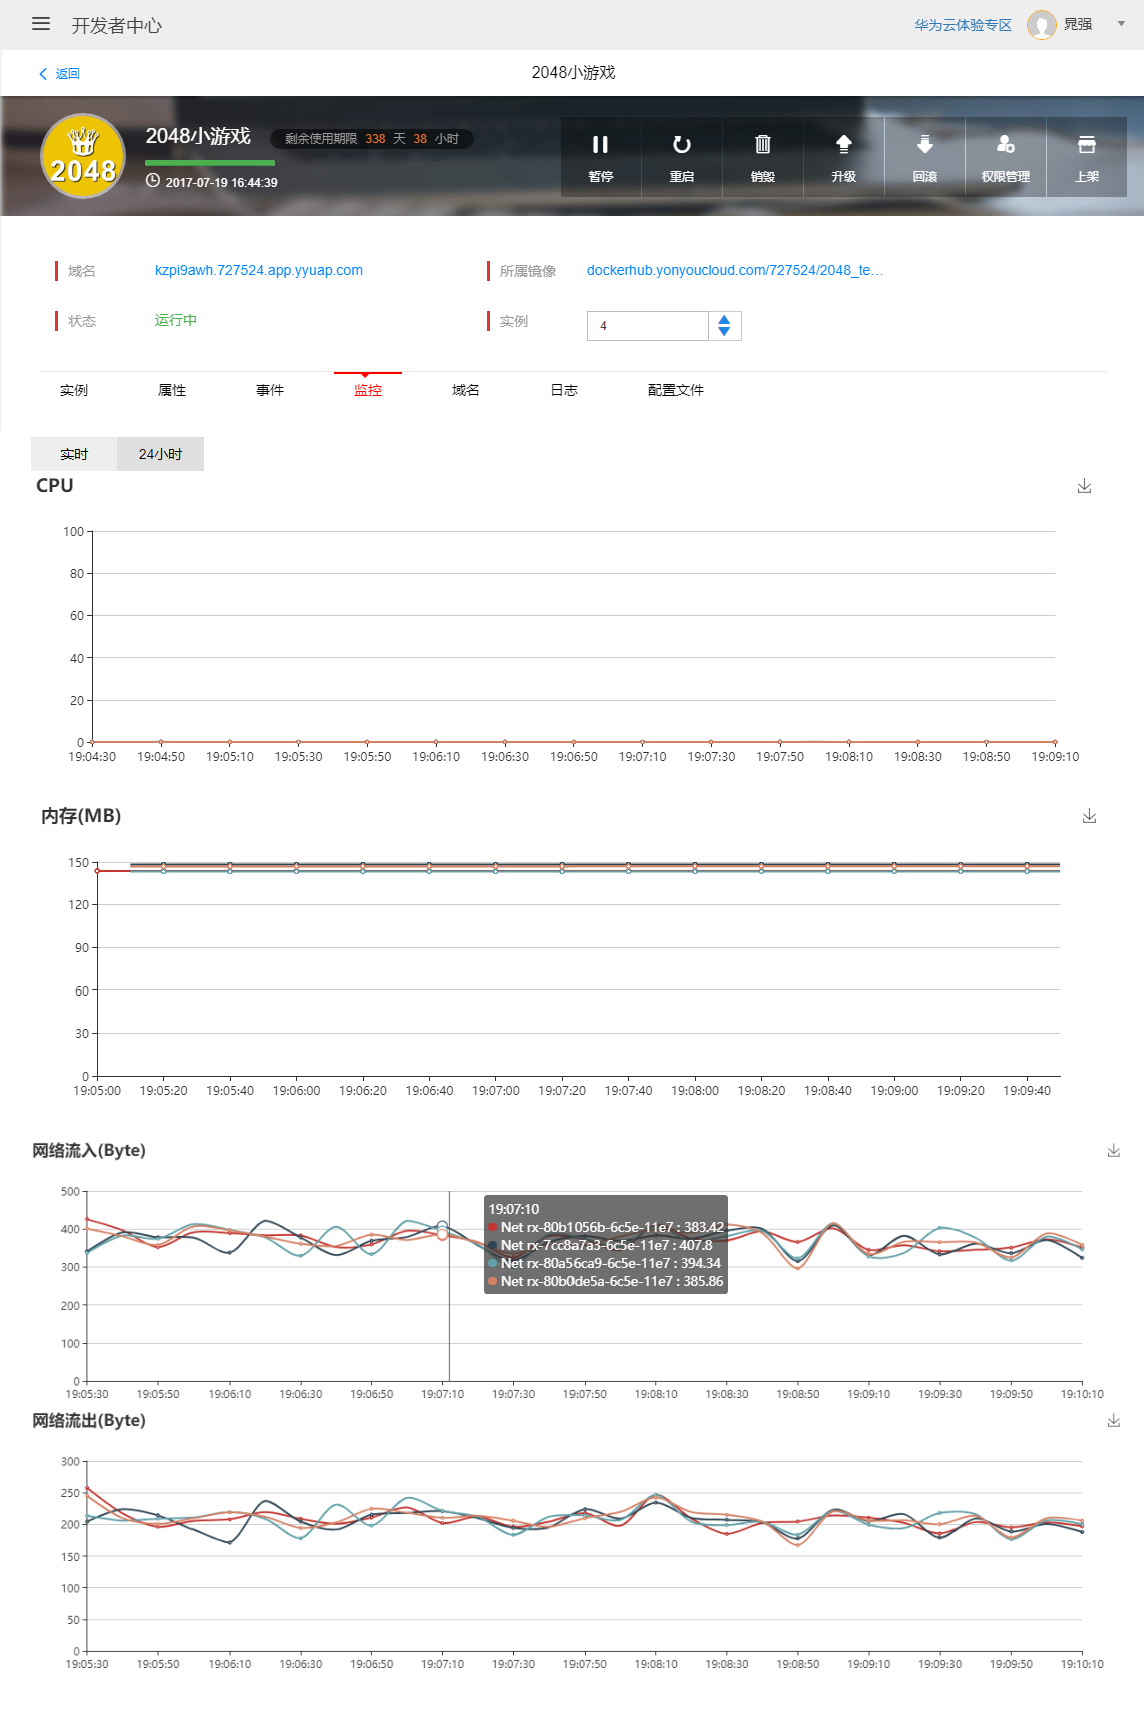 开发者中心
华为云体验专区 晁强
返回 2048小游戏
2048
2048小游戏 剩余使用期限 338 天 38 小时
2017-07-19 16:44:39
暂停 重启 销毁 升级 回滚 权限管理 上架
域名 kzpi9awh.727524.app.yyuap.com 所属镜像 dockerhub.yonyoucloud.com/727524/2048_te...
状态 运行中 实例 4
实例 属性 事件 监控 域名 日志 配置文件
实时 24小时
CPU
100
80
60
40
20
0
19:04:30 19:04:50 19:05:10 19:05:30 19:05:50 19:06:10 19:06:30 19:06:50 19:07:10 19:07:30 19:07:50 19:08:10 19:08:30 19:08:50 19:09:10
内存(MB)
150
120
90
60
30
0
19:05:00 19:05:20 19:05:40 19:06:00 19:06:20 19:06:40 19:07:00 19:07:20 19:07:40 19:08:00 19:08:20 19:08:40 19:09:00 19:09:20 19:09:40
网络流入(Byte)
500
400
300
200
100
0
19:07:10
Net rx-80b1056b-6c5e-11e7 : 383.42
Net rx-7cc8a7a3-6c5e-11e7 : 407.8
Net rx-80a56ca9-6c5e-11e7 : 394.34
Net rx-80b0de5a-6c5e-11e7 : 385.86
19:05:30 19:05:50 19:06:10 19:06:30 19:06:50 19:07:10 19:07:30 19:07:50 19:08:10 19:08:30 19:08:50 19:09:10 19:09:30 19:09:50 19:10:10
网络流出(Byte)
300
250
200
150
100
50
0
19:05:30 19:05:50 19:06:10 19:06:30 19:06:50 19:07:10 19:07:30 19:07:50 19:08:10 19:08:30 19:08:50 19:09:10 19:09:30 19:09:50 19:10:10